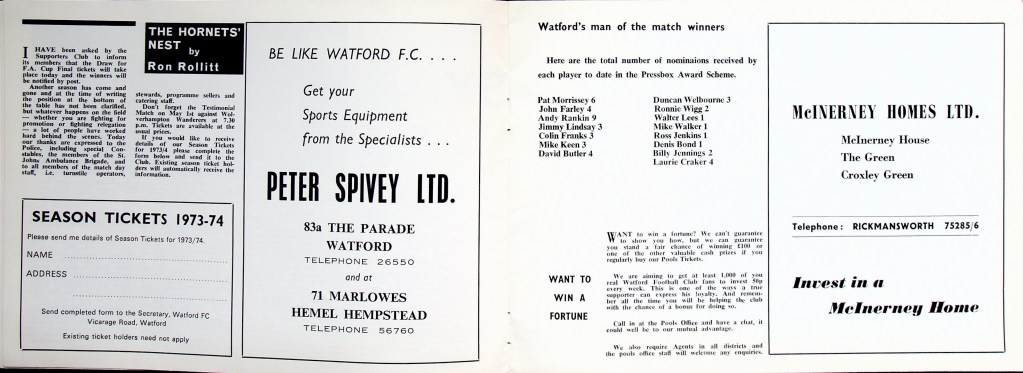 THE HORNETS'
NEST
by
Ron Rollitt
I HAVE been asked by the
Supporters Club to inform
its members that the Draw for
F.A. Cup Final tickets will take
place today and the winners will
be notified by post.
Another season has come and
gone and at the time of writing
the position at the bottom of
the table has not been clarified,
but whatever happens on the field
— whether you are fighting for
promotion or fighting relegation
— a lot of people have worked
hard behind the scenes. Today
our thanks are expressed to the
Police, including special Con-
stables, the members of the St.
Johns Ambulance Brigade, and
to all members of the match day
staff, i.e. turnstile operators,
stewards, programme sellers and
catering staff.
Don't forget the Testimonial
Match on May 1st against Wol-
verhampton Wanderers at 7.30
p.m. Tickets are available at the
usual prices.
If you would like to receive
details of our Season Tickets
for 1973/4 please complete the
form below and send it to the
Club. Existing season ticket hol-
ders will automatically receive the
information.
SEASON TICKETS 1973-74
Please send me details of Season Tickets for 1973/74.
NAME
ADDRESS
Send completed form to the Secretary, Watford FC
Vicarage Road, Watford
Existing ticket holders need not apply
BE LIKE WATFORD F.C. . . .
Get your
Sports Equipment
from the Specialists . . .
PETER SPIVEY LTD.
83a THE PARADE
WATFORD
TELEPHONE 26550
and at
71 MARLOWES
HEMEL HEMPSTEAD
TELEPHONE 56760
Watford's man of the match winners
Here are the total number of nominaions received by
each player to date in the Pressbox Award Scheme.
Pat Morrissey 6
John Farley 4
Andy Rankin 9
Jimmy Lindsay 3
Colin Franks 3
Mike Keen 3
David Butler 4
Duncan Welbourne 3
Ronnie Wigg 2
Walter Lees 1
Mike Walker 1
Ross Jenkins 1
Denis Bond 1
Billy Jennings 2
Laurie Craker 4
WANT TO
WIN A
FORTUNE
WANT to win a fortune? We can't guarantee
to show you how, but we can guarantee
you stand a fair chance of winning £100 or
one of the other valuable cash prizes if you
regularly buy our Pools Tickets.
We are aiming to get at least 1,000 of you
real Watford Football Club fans to invest 50p
every week. This is one of the ways a true
supporter can express his loyalty. And remem-
ber all the time you will be helping the club
with the chance of a bonus for doing so.
Call in at the Pools Office and have a chat, it
could well be to our mutual advantage.
We also require Agents in all districts and
the pools office staff will welcome any enquiries.
McINERNEY HOMES LTD.
McInerney House
The Green
Croxley Green
Telephone: RICKMANSWORTH 75285/6
Invest in a
McInerney Home